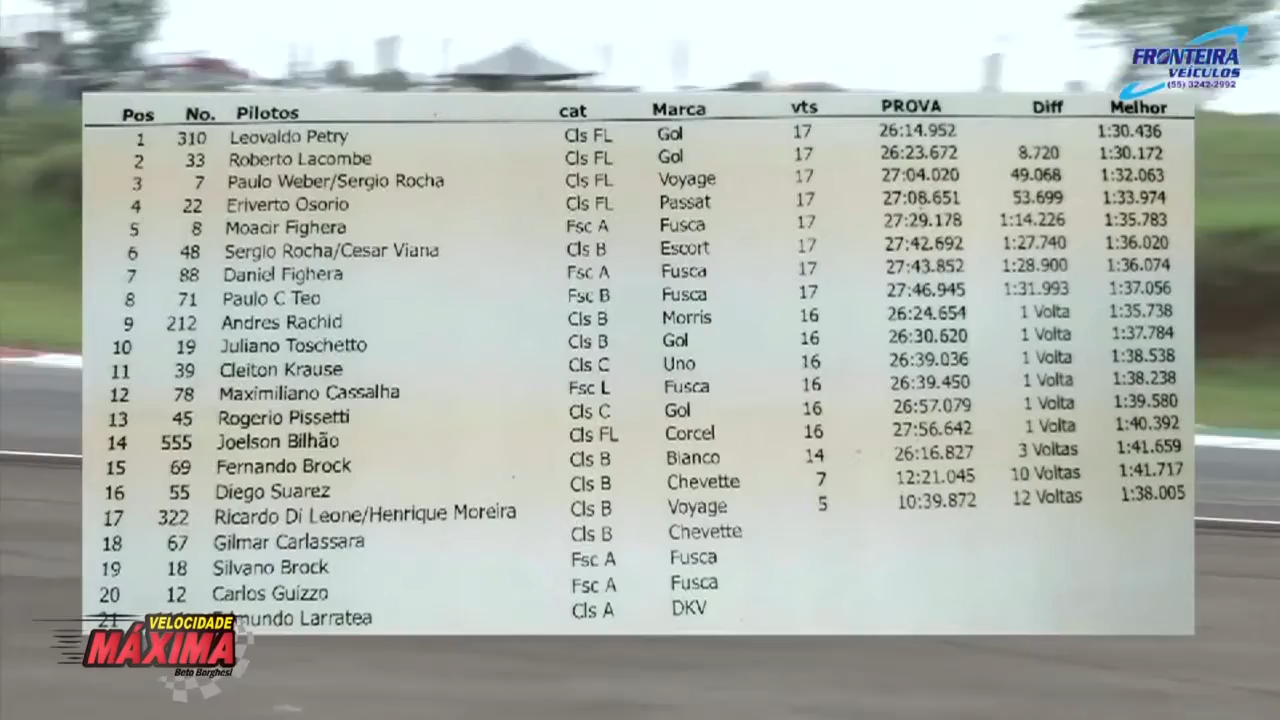 FRONTEIRA
VEÍCULOS
(55) 3242-2992
Pos No. Pilotos cat Marca vts PROVA Diff Melhor
1 310 Leovaldo Petry Cls FL Gol 17 26:14.952 1:30.436
2 33 Roberto Lacombe Cls FL Gol 17 26:23.672 8.720 1:30.172
3 7 Paulo Weber/Sergio Rocha Cls FL Voyage 17 27:04.020 49.068 1:32.063
4 22 Eriverto Osorio Cls FL Passat 17 27:08.651 53.699 1:33.974
5 8 Moacir Fighera Fsc A Fusca 17 27:29.178 1:14.226 1:35.783
6 48 Sergio Rocha/Cesar Viana Cls B Escort 17 27:42.692 1:27.740 1:36.020
7 88 Daniel Fighera Fsc A Fusca 17 27:43.852 1:28.900 1:36.074
8 71 Paulo C Teo Fsc B Fusca 17 27:46.945 1:31.993 1:37.056
9 212 Andres Rachid Cls B Morris 16 26:24.654 1 Volta 1:35.738
10 19 Juliano Toschetto Cls B Gol 16 26:30.620 1 Volta 1:37.784
11 39 Cleiton Krause Cls C Uno 16 26:39.036 1 Volta 1:38.538
12 78 Maximiliano Cassalha Fsc L Fusca 16 26:39.450 1 Volta 1:38.238
13 45 Rogerio Pissetti Cls C Gol 16 26:57.079 1 Volta 1:39.580
14 555 Joelson Bilhão Cls FL Corcel 16 27:56.642 1 Volta 1:40.392
15 69 Fernando Brock Cls B Bianco 14 26:16.827 3 Voltas 1:41.659
16 55 Diego Suarez Cls B Chevette 7 12:21.045 10 Voltas 1:41.717
17 322 Ricardo Di Leone/Henrique Moreira Cls B Voyage 5 10:39.872 12 Voltas 1:38.005
18 67 Gilmar Carlassara Cls B Chevette
19 18 Silvano Brock Fsc A Fusca
20 12 Carlos Guizzo Fsc A Fusca
21 Larratea Cls A DKV
VELOCIDADE
MÁXIMA
Beto Borghesi